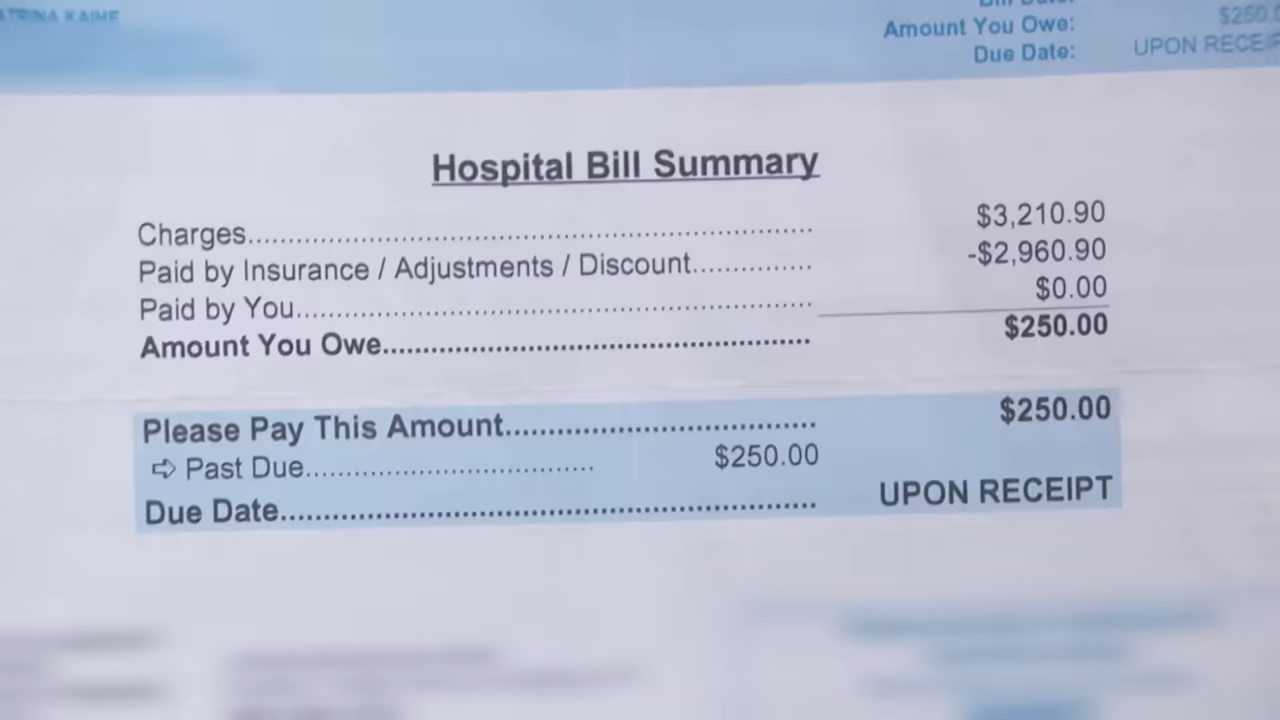 Amount You Owe:
Due Date: UPON RECEIP
Hospital Bill Summary
Charges.......................................................................... $3,210.90
Paid by Insurance / Adjustments / Discount............... -$2,960.90
Paid by You.................................................................... $0.00
Amount You Owe......................................................... $250.00
Please Pay This Amount.......................................... $250.00
⇨ Past Due................................... $250.00
Due Date...................................................................... UPON RECEIPT